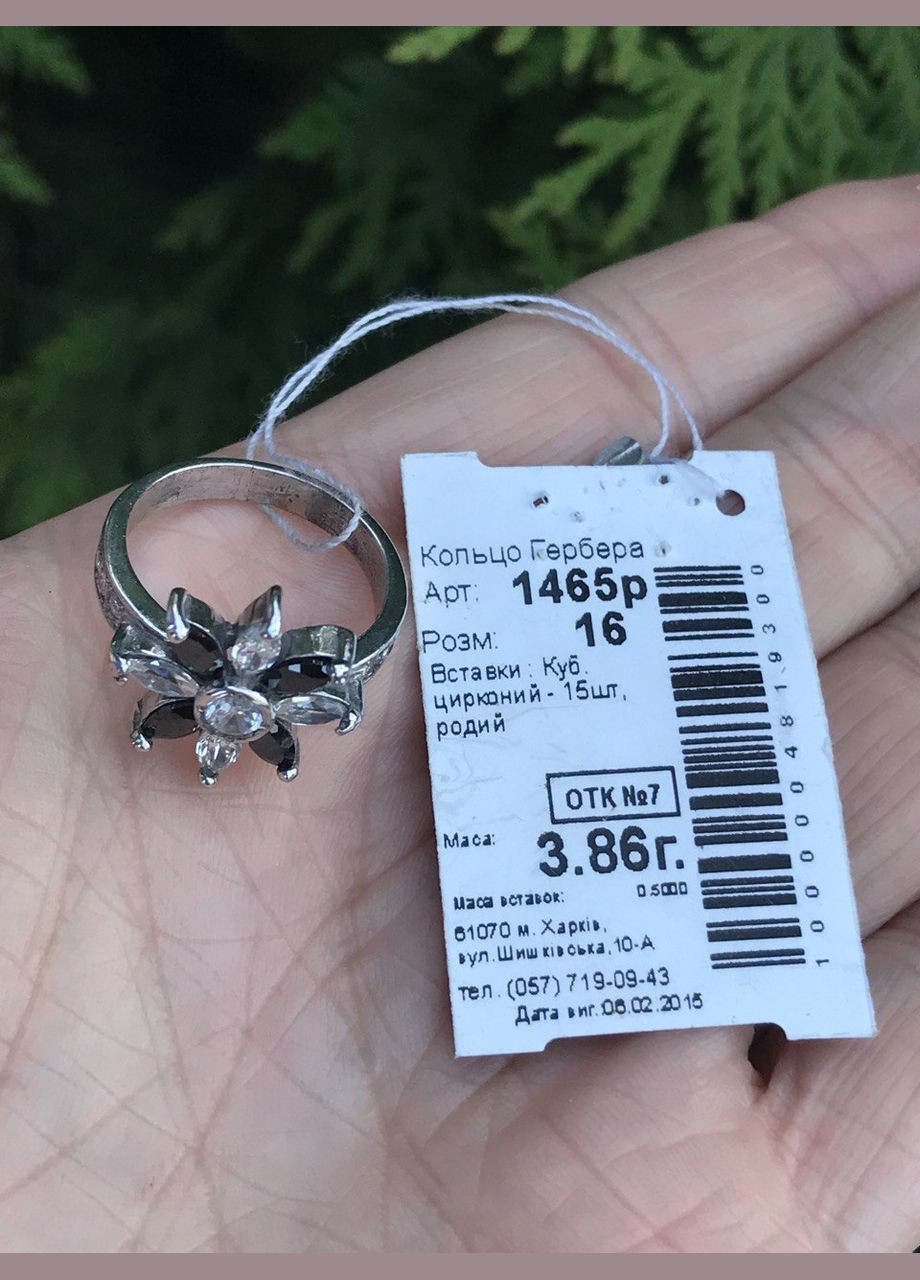 Кольцо Гербера
Арт: 1465р
Розм: 16
Вставки : Куб.
цирконий - 15шт,
родий
ОТК №7
Маса: 3.86г.
Маса вставок: 0.5000
61070 м. Харків,
вул.Шишківська,10-А
тел. (057) 719-09-43
Дата виг.:06.02.2015
1000004819300